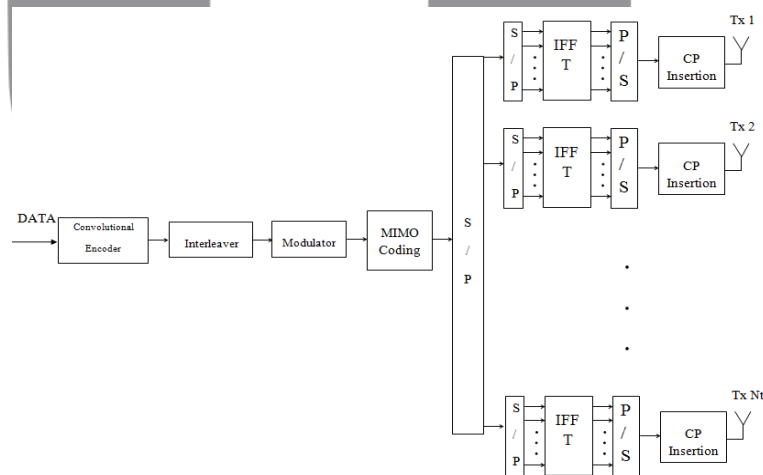 Tx 1
S
/
P
IFF
T
P
/
S
CP
Insertion
Tx 2
S
/
P
IFF
T
P
/
S
CP
Insertion
DATA
Convolutional
Encoder
Interleaver
Modulator
MIMO
Coding
S
/
P
Tx Nt
S
/
P
IFF
T
P
/
S
CP
Insertion